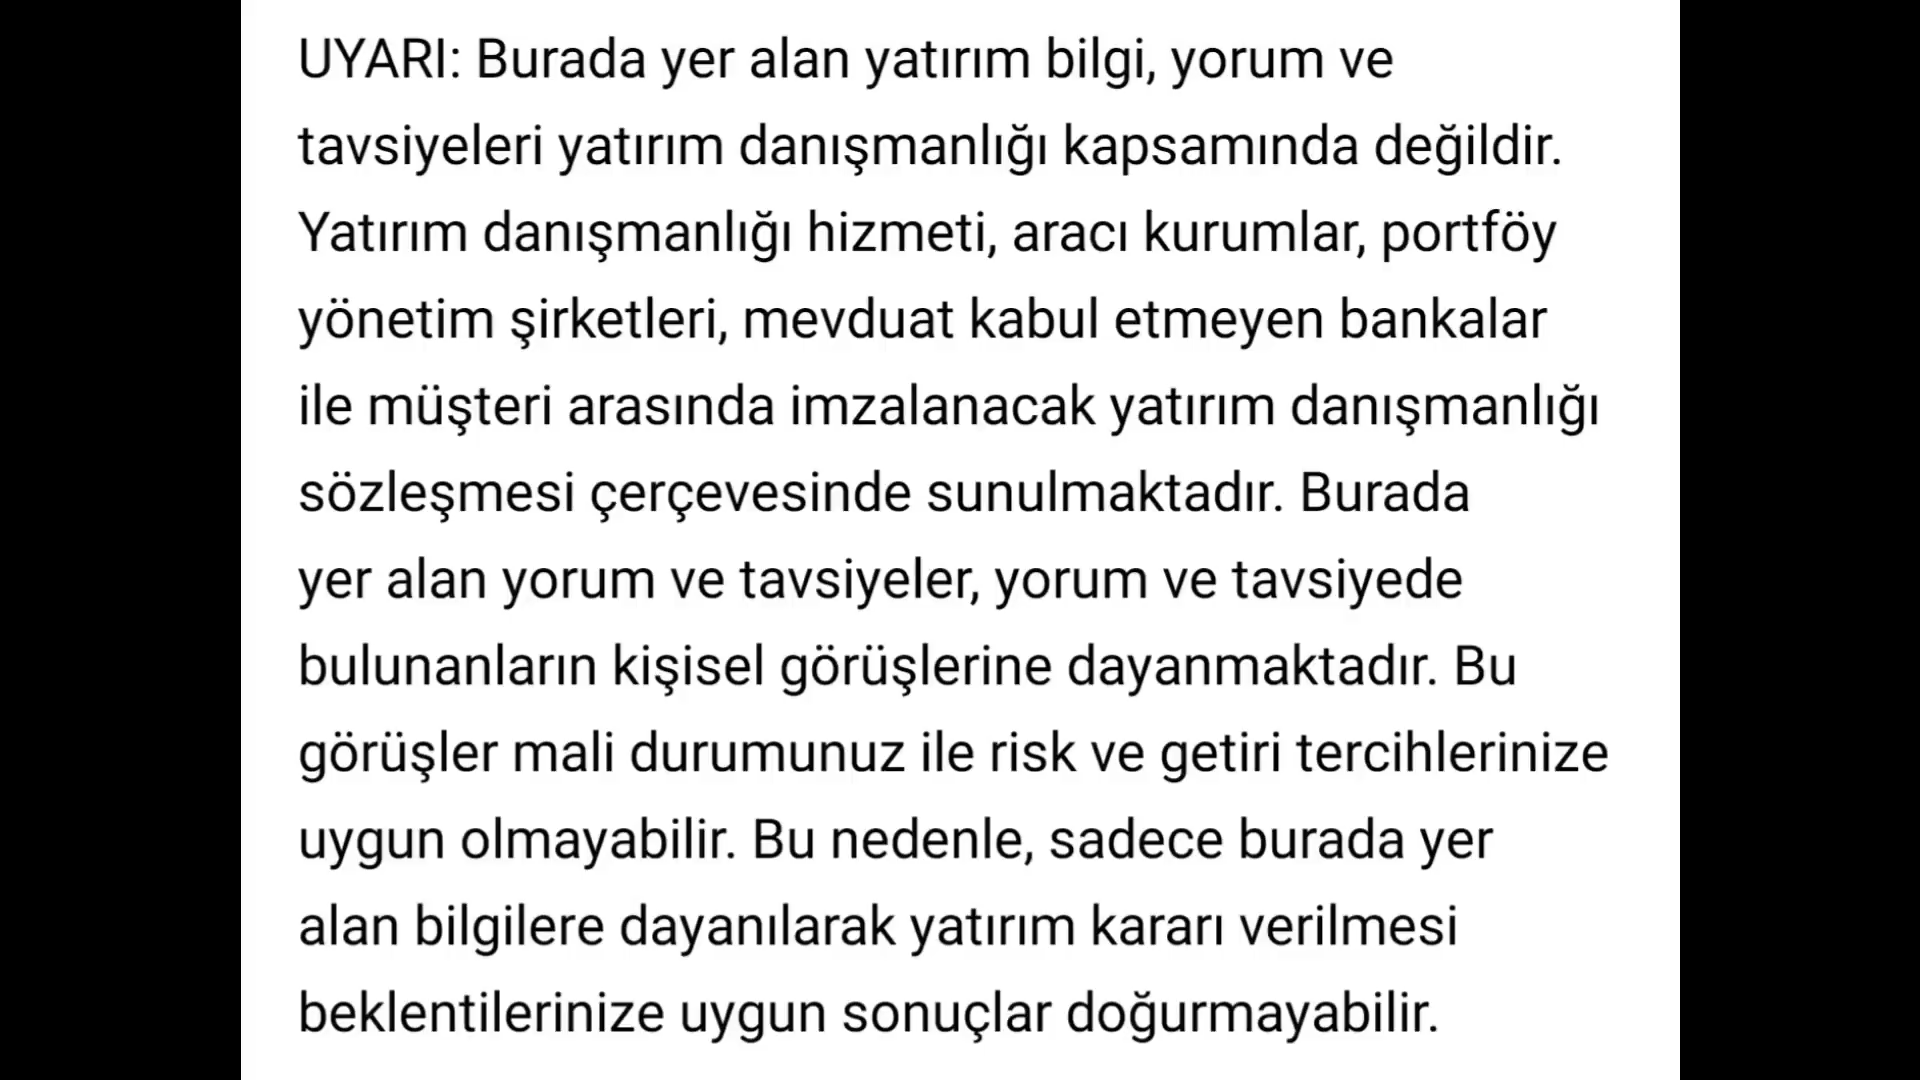 UYARI: Burada yer alan yatırım bilgi, yorum ve
tavsiyeleri yatırım danışmanlığı kapsamında değildir.
Yatırım danışmanlığı hizmeti, aracı kurumlar, portföy
yönetim şirketleri, mevduat kabul etmeyen bankalar
ile müşteri arasında imzalanacak yatırım danışmanlığı
sözleşmesi çerçevesinde sunulmaktadır. Burada
yer alan yorum ve tavsiyeler, yorum ve tavsiyede
bulunanların kişisel görüşlerine dayanmaktadır. Bu
görüşler mali durumunuz ile risk ve getiri tercihlerinize
uygun olmayabilir. Bu nedenle, sadece burada yer
alan bilgilere dayanılarak yatırım kararı verilmesi
beklentilerinize uygun sonuçlar doğurmayabilir.